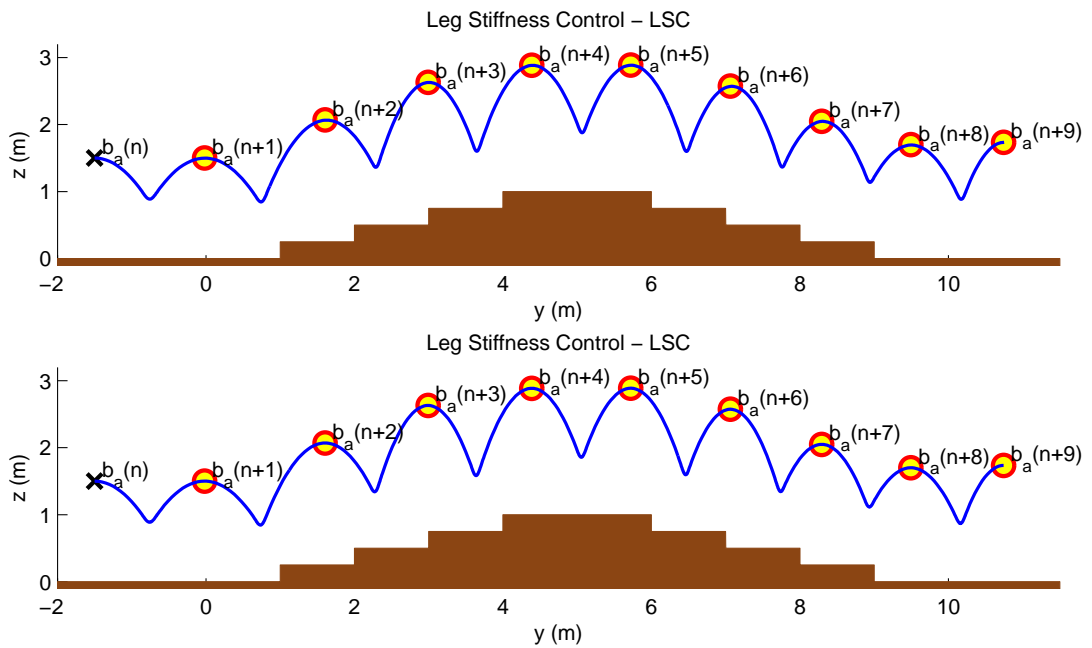 Leg Stiffness Control – LSC
z (m)
3
2
1
0
b_a(n)
b_a(n+1)
b_a(n+2)
b_a(n+3)
b_a(n+4)
b_a(n+5)
b_a(n+6)
b_a(n+7)
b_a(n+8)
b_a(n+9)
−2 0 2 4 6 8 10
y (m)
Leg Stiffness Control – LSC
z (m)
3
2
1
0
b_a(n)
b_a(n+1)
b_a(n+2)
b_a(n+3)
b_a(n+4)
b_a(n+5)
b_a(n+6)
b_a(n+7)
b_a(n+8)
b_a(n+9)
−2 0 2 4 6 8 10
y (m)